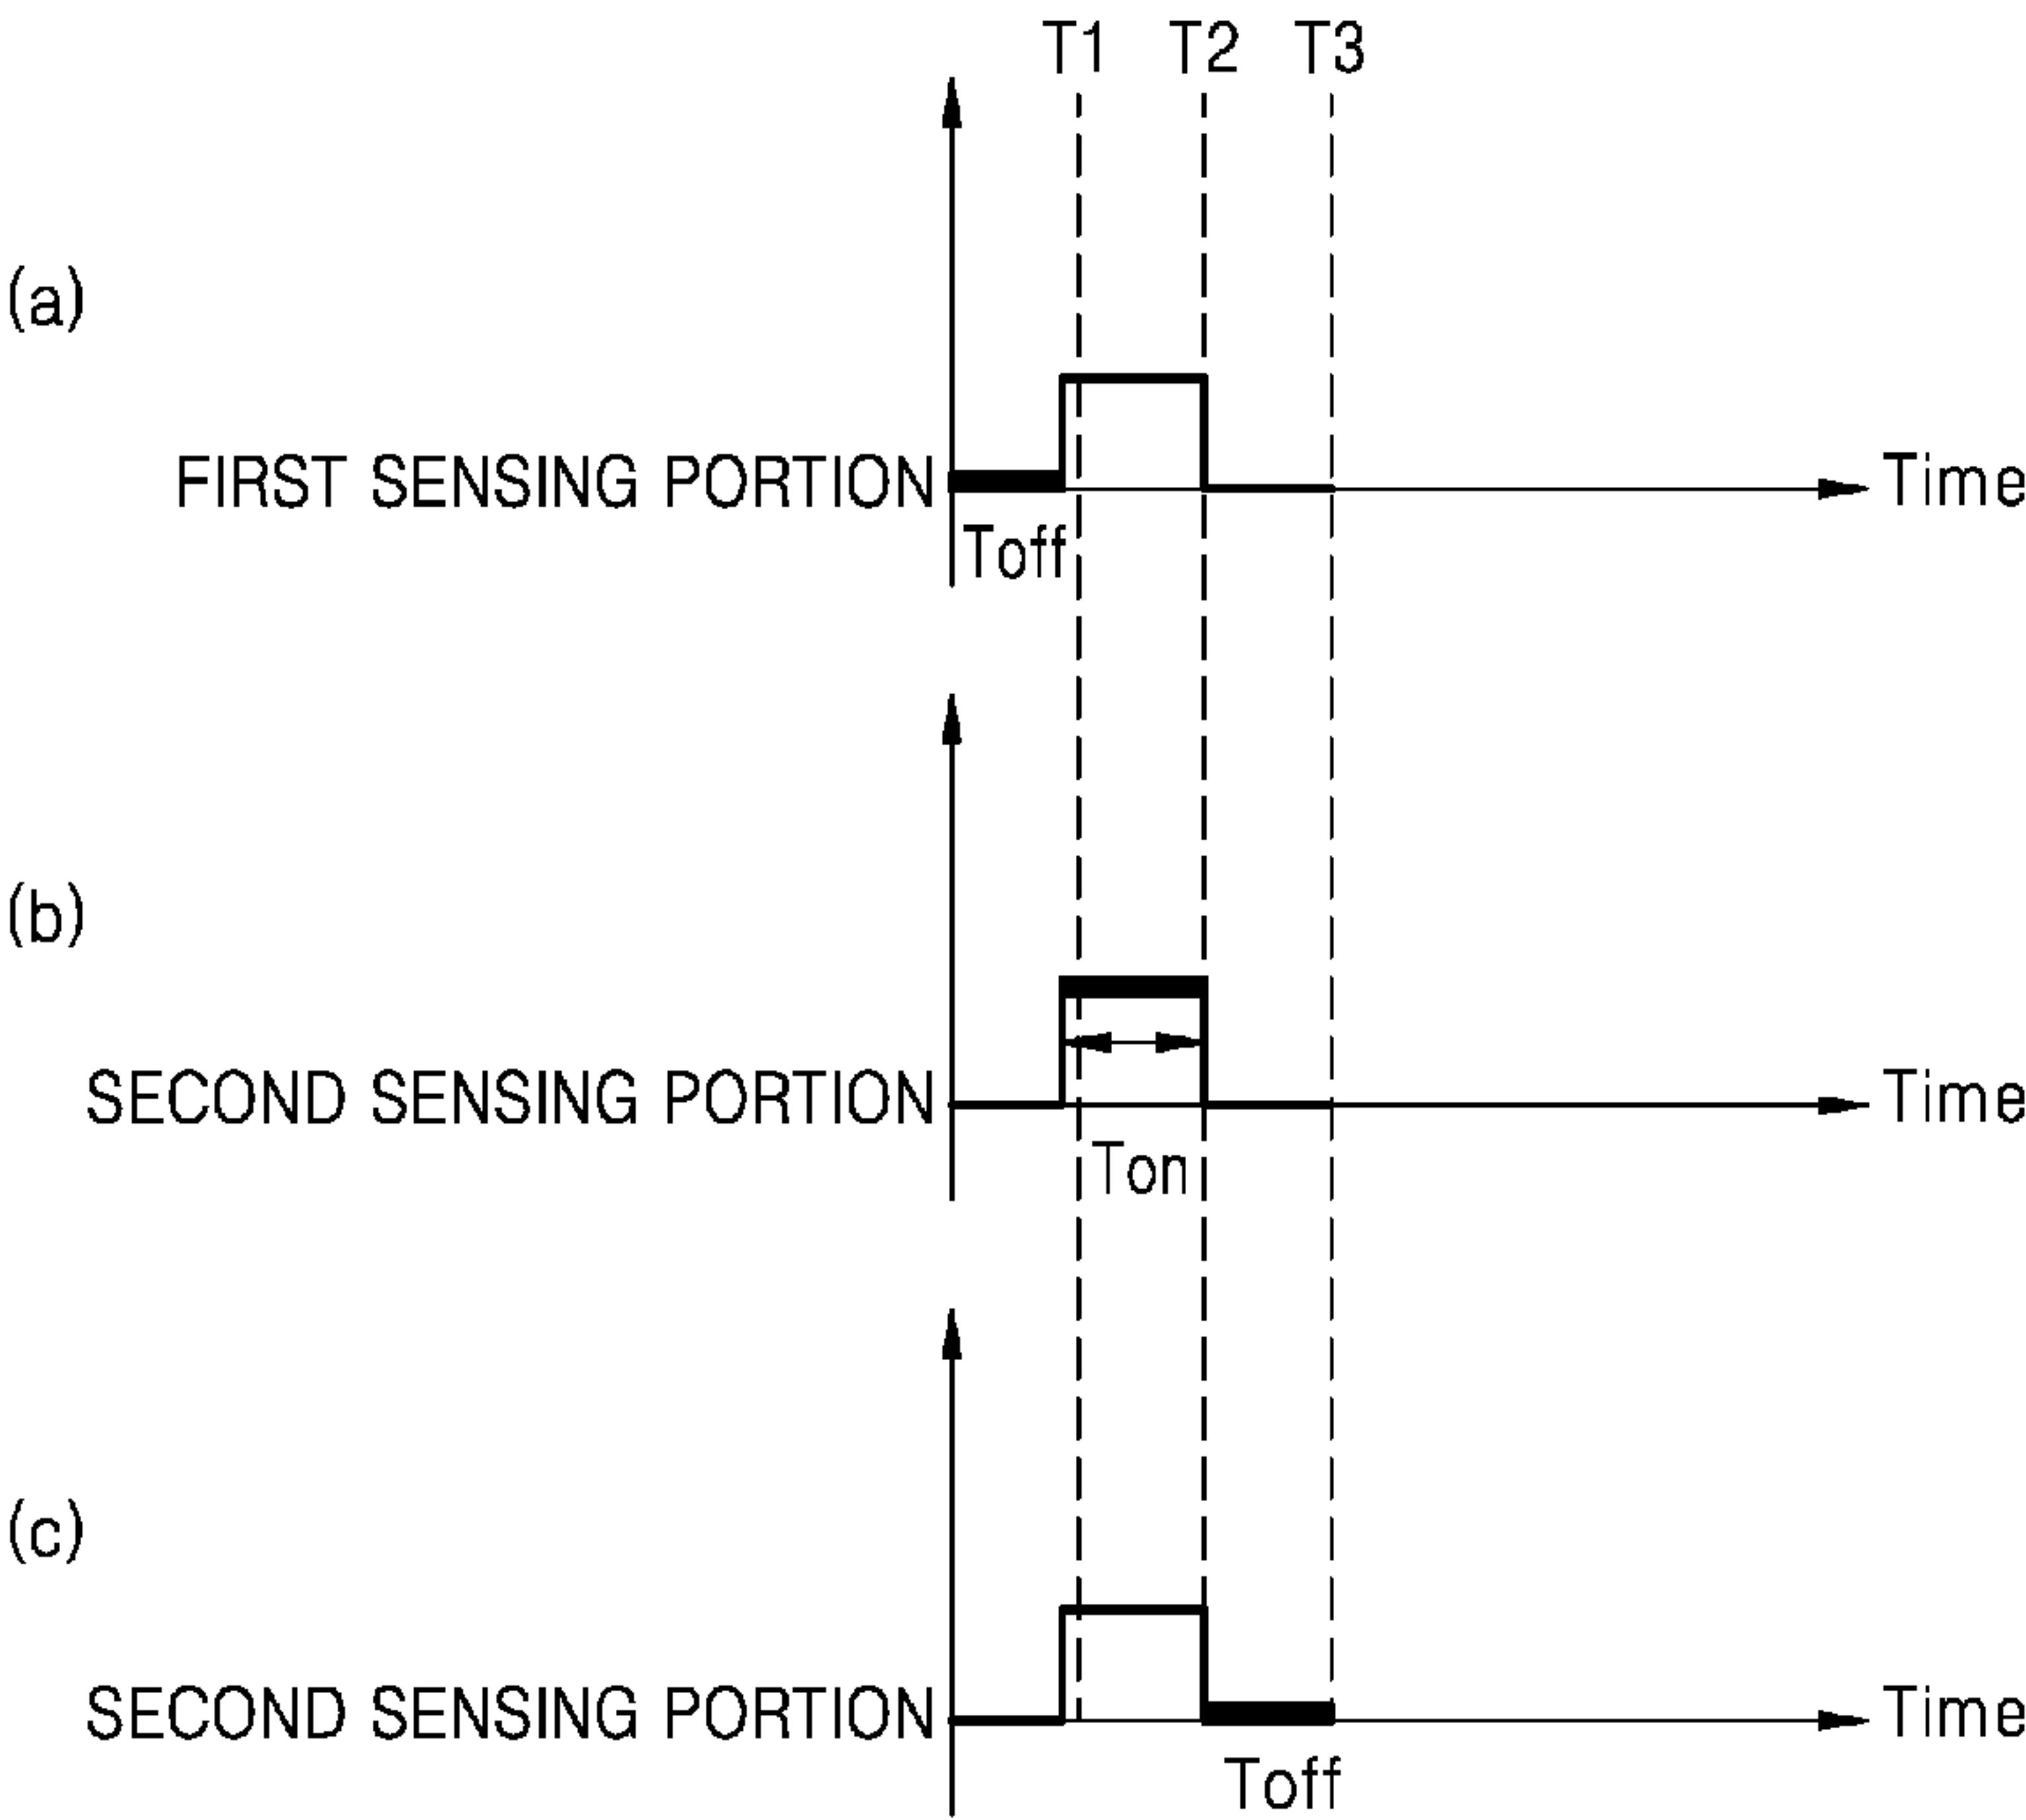 T1 T2 T3
(a)
FIRST SENSING PORTION
Time
Toff
(b)
SECOND SENSING PORTION
Time
Ton
(c)
SECOND SENSING PORTION
Time
Toff